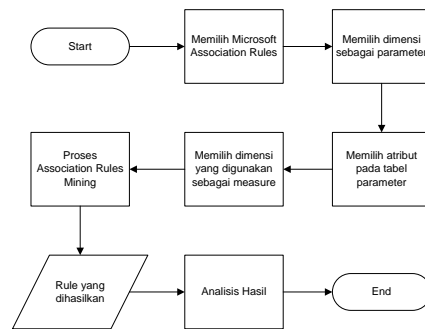 Start
Memilih Microsoft
Association Rules
Memilih dimensi
sebagai parameter
Memilih atribut
pada tabel
parameter
Memilih dimensi
yang digunakan
sebagai measure
Proses
Association Rules
Mining
Rule yang
dihasilkan
Analisis Hasil
End